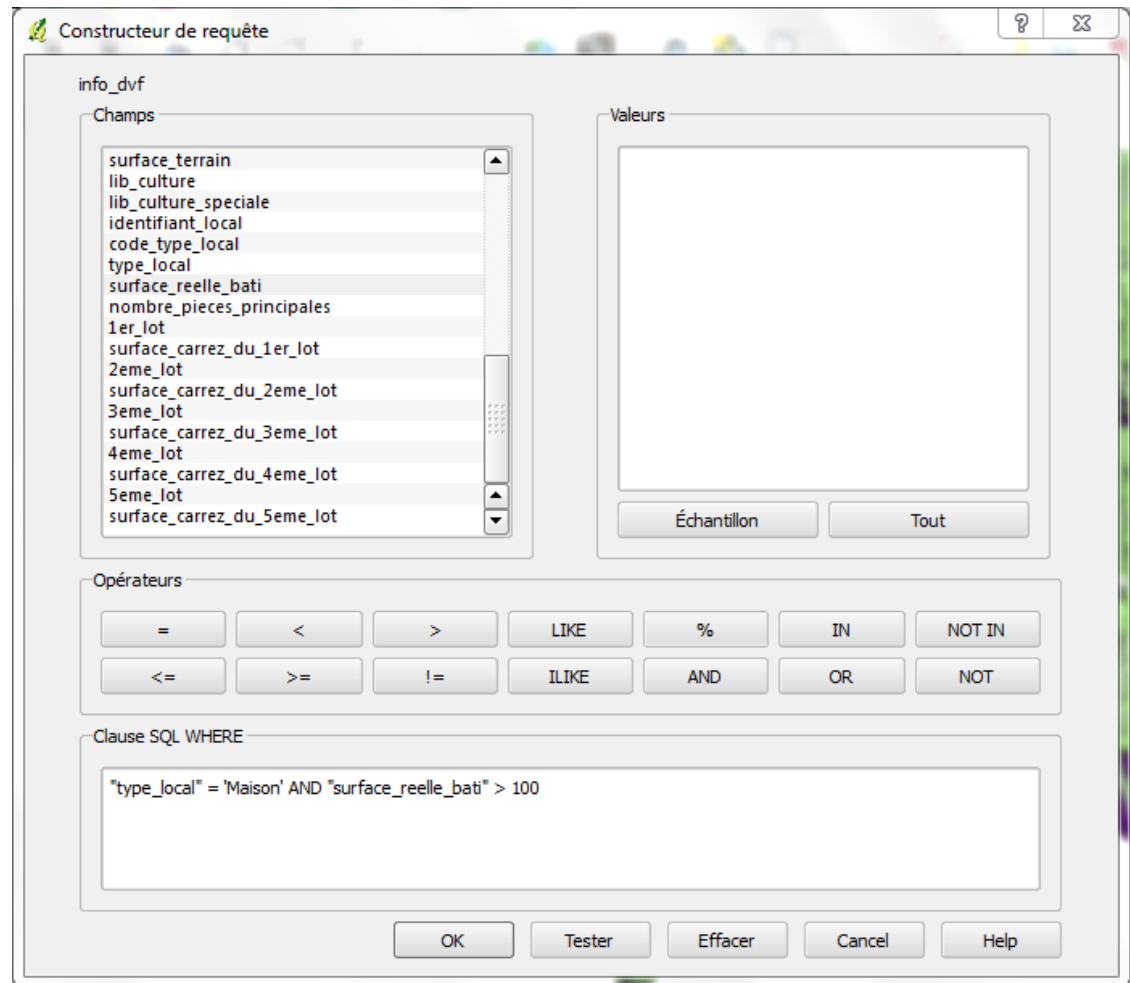 Constructeur de requête
info_dvf
Champs
surface_terrain
lib_culture
lib_culture_speciale
identifiant_local
code_type_local
type_local
surface_reelle_bati
nombre_pieces_principales
1er_lot
surface_carrez_du_1er_lot
2eme_lot
surface_carrez_du_2eme_lot
3eme_lot
surface_carrez_du_3eme_lot
4eme_lot
surface_carrez_du_4eme_lot
5eme_lot
surface_carrez_du_5eme_lot
Valeurs
Échantillon Tout
Opérateurs
= < > LIKE % IN NOT IN
<= >= != ILIKE AND OR NOT
Clause SQL WHERE
"type_local" = 'Maison' AND "surface_reelle_bati" > 100
OK Tester Effacer Cancel Help